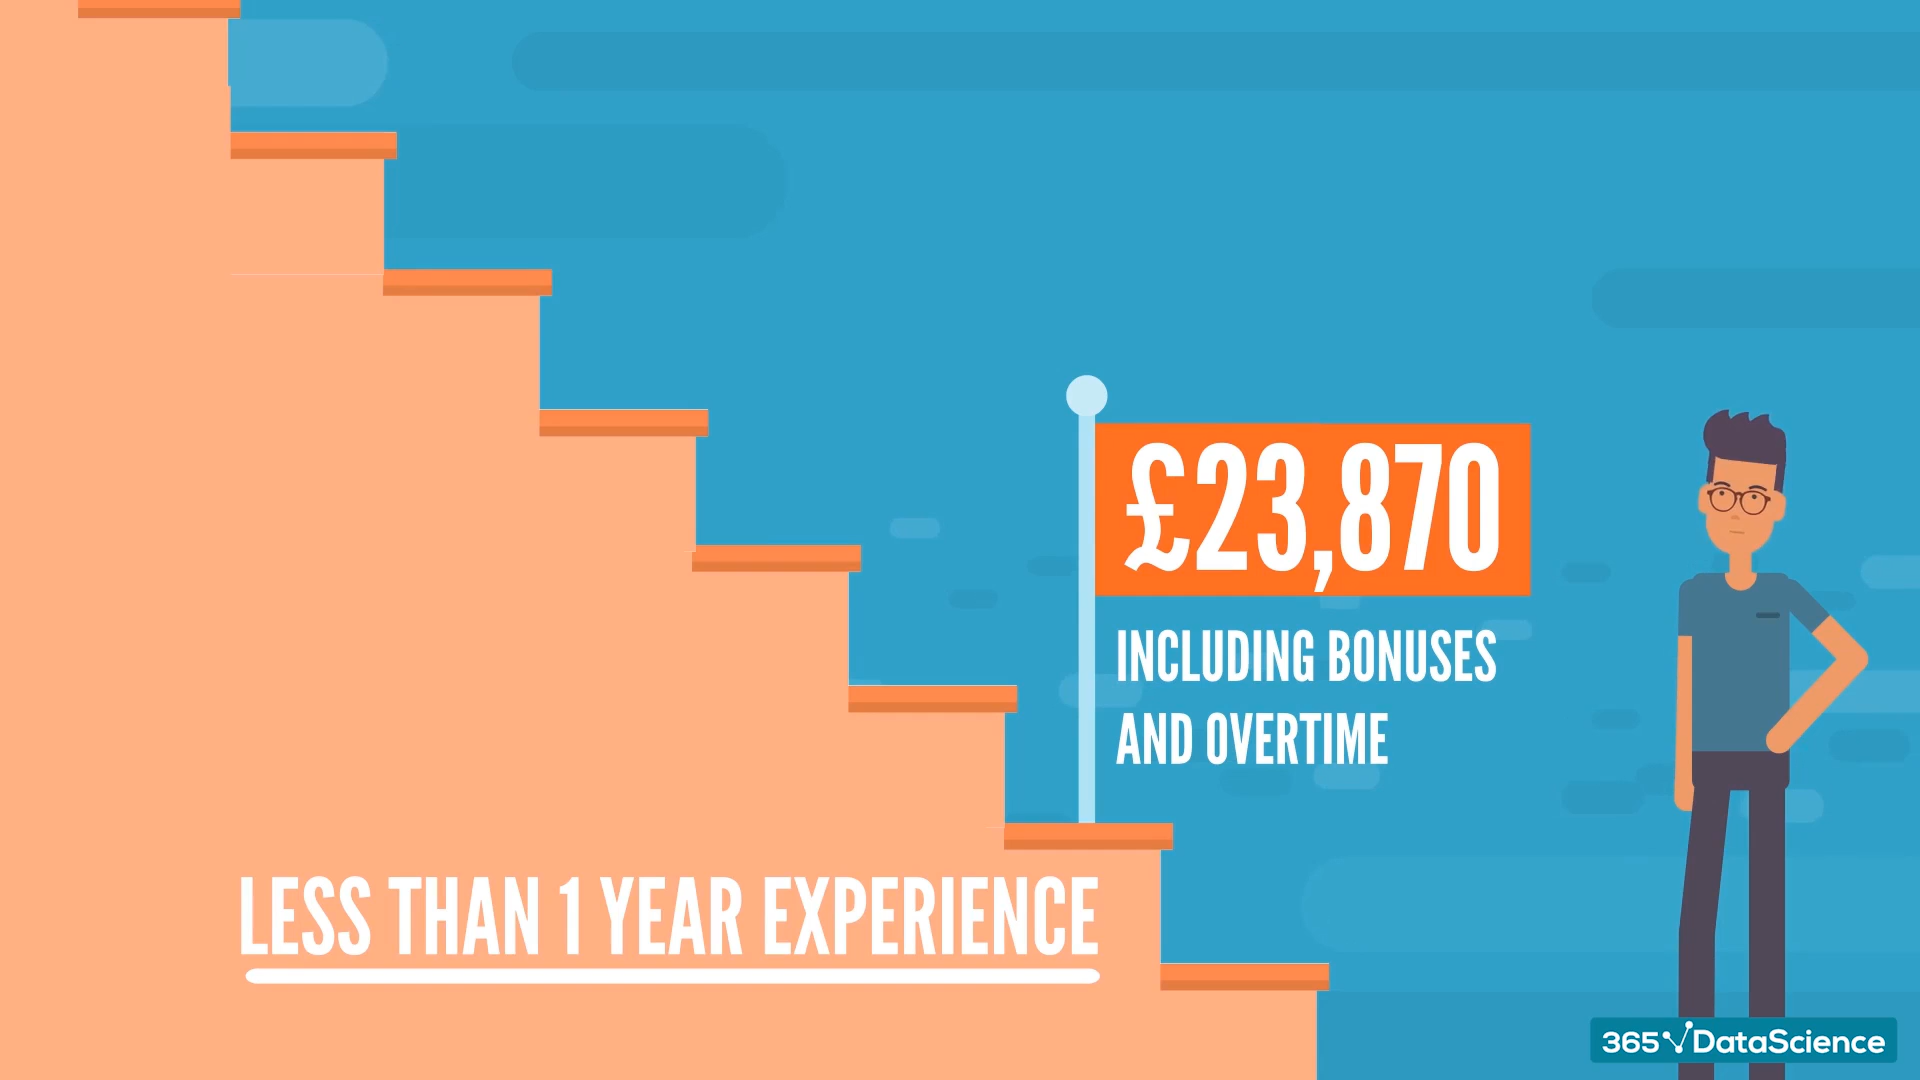 £23,870
INCLUDING BONUSES
AND OVERTIME
LESS THAN 1 YEAR EXPERIENCE
365 DataScience